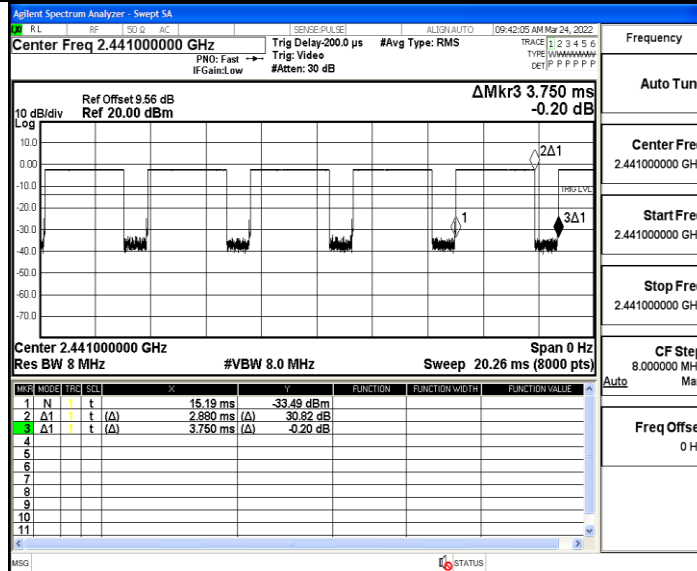 Agilent Spectrum Analyzer - Swept SA
RL RF 50 Ω AC SENSE:PULSE ALIGNAUTO 09:42:05 AM Mar 24, 2022
Center Freq 2.441000000 GHz Trig Delay-200.0 µs #Avg Type: RMS TRACE 1 2 3 4 5 6
PNO: Fast Trig: Video TYPE WWWWWW
IFGain:Low #Atten: 30 dB DET P P P P P P
Ref Offset 9.56 dB ΔMkr3 3.750 ms
10 dB/div Ref 20.00 dBm -0.20 dB
Log
10.0
0.00
-10.0
-20.0
-30.0
-40.0
-50.0
-60.0
-70.0
2Δ1
TRIG LVL
1
3Δ1
Center 2.441000000 GHz Span 0 Hz
Res BW 8 MHz #VBW 8.0 MHz Sweep 20.26 ms (8000 pts)
MKR MODE TRC SCL X Y FUNCTION FUNCTION WIDTH FUNCTION VALUE
1 N 1 t 15.19 ms -33.49 dBm
2 Δ1 1 t (Δ) 2.880 ms (Δ) 30.82 dB
3 Δ1 1 t (Δ) 3.750 ms (Δ) -0.20 dB
4
5
6
7
8
9
10
11
MSG STATUS
Frequency
Auto Tun
Center Fre
2.441000000 GH
Start Fre
2.441000000 GH
Stop Fre
2.441000000 GH
CF Ste
8.000000 MH
Auto Ma
Freq Offse
0 H